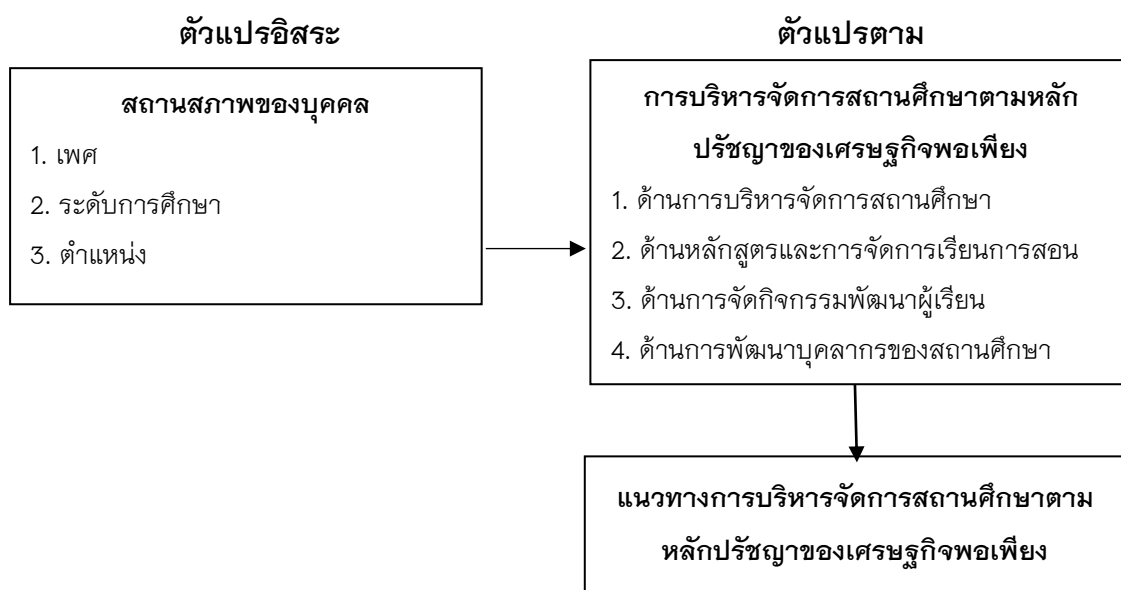 ตัวแปรอิสระ
สถานสภาพของบุคคล
1. เพศ
2. ระดับการศึกษา
3. ตำแหน่ง
ตัวแปรตาม
การบริหารจัดการสถานศึกษาตามหลัก
ปรัชญาของเศรษฐกิจพอเพียง
1. ด้านการบริหารจัดการสถานศึกษา
2. ด้านหลักสูตรและการจัดการเรียนการสอน
3. ด้านการจัดกิจกรรมพัฒนาผู้เรียน
4. ด้านการพัฒนาบุคลากรของสถานศึกษา
แนวทางการบริหารจัดการสถานศึกษาตาม
หลักปรัชญาของเศรษฐกิจพอเพียง